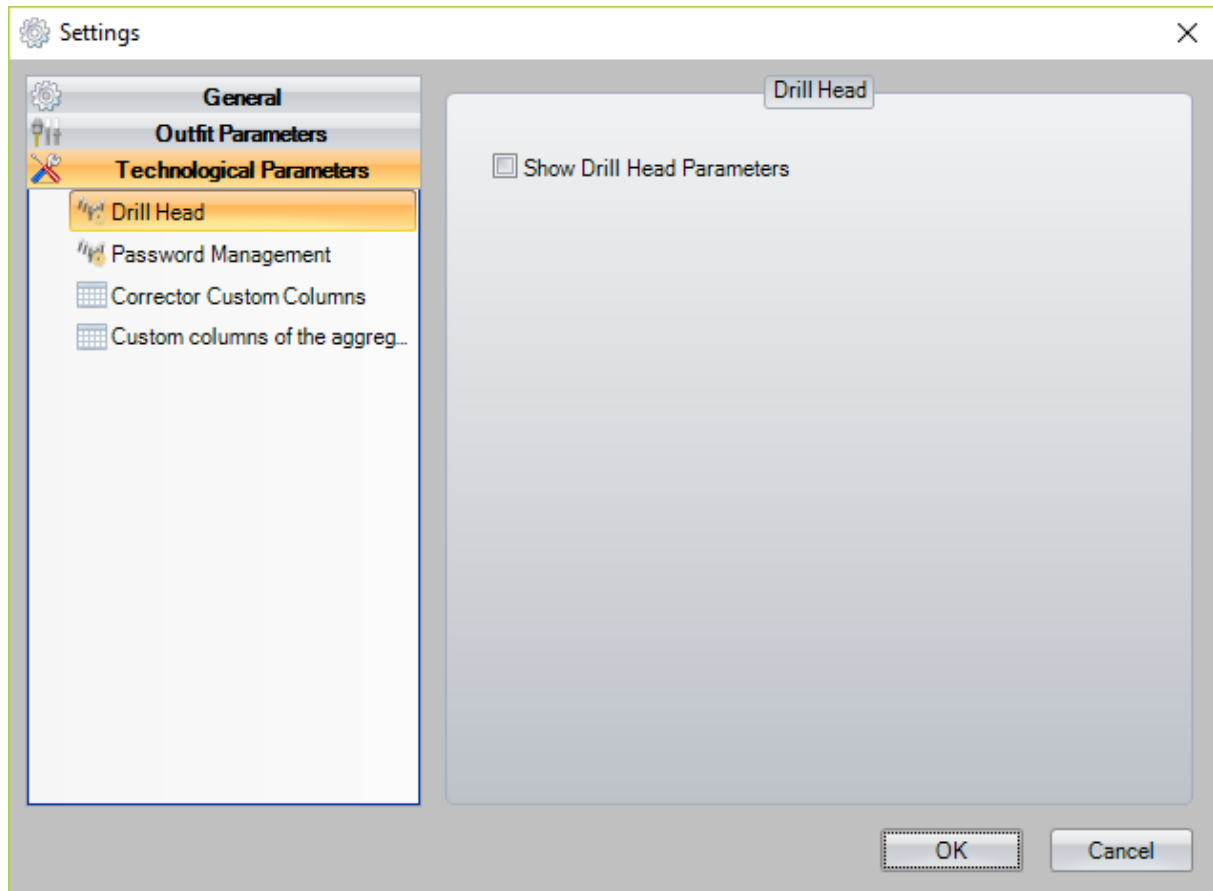 Settings
General
Outfit Parameters
Technological Parameters
Drill Head
Password Management
Corrector Custom Columns
Custom columns of the aggreg...
Drill Head
Show Drill Head Parameters
OK
Cancel